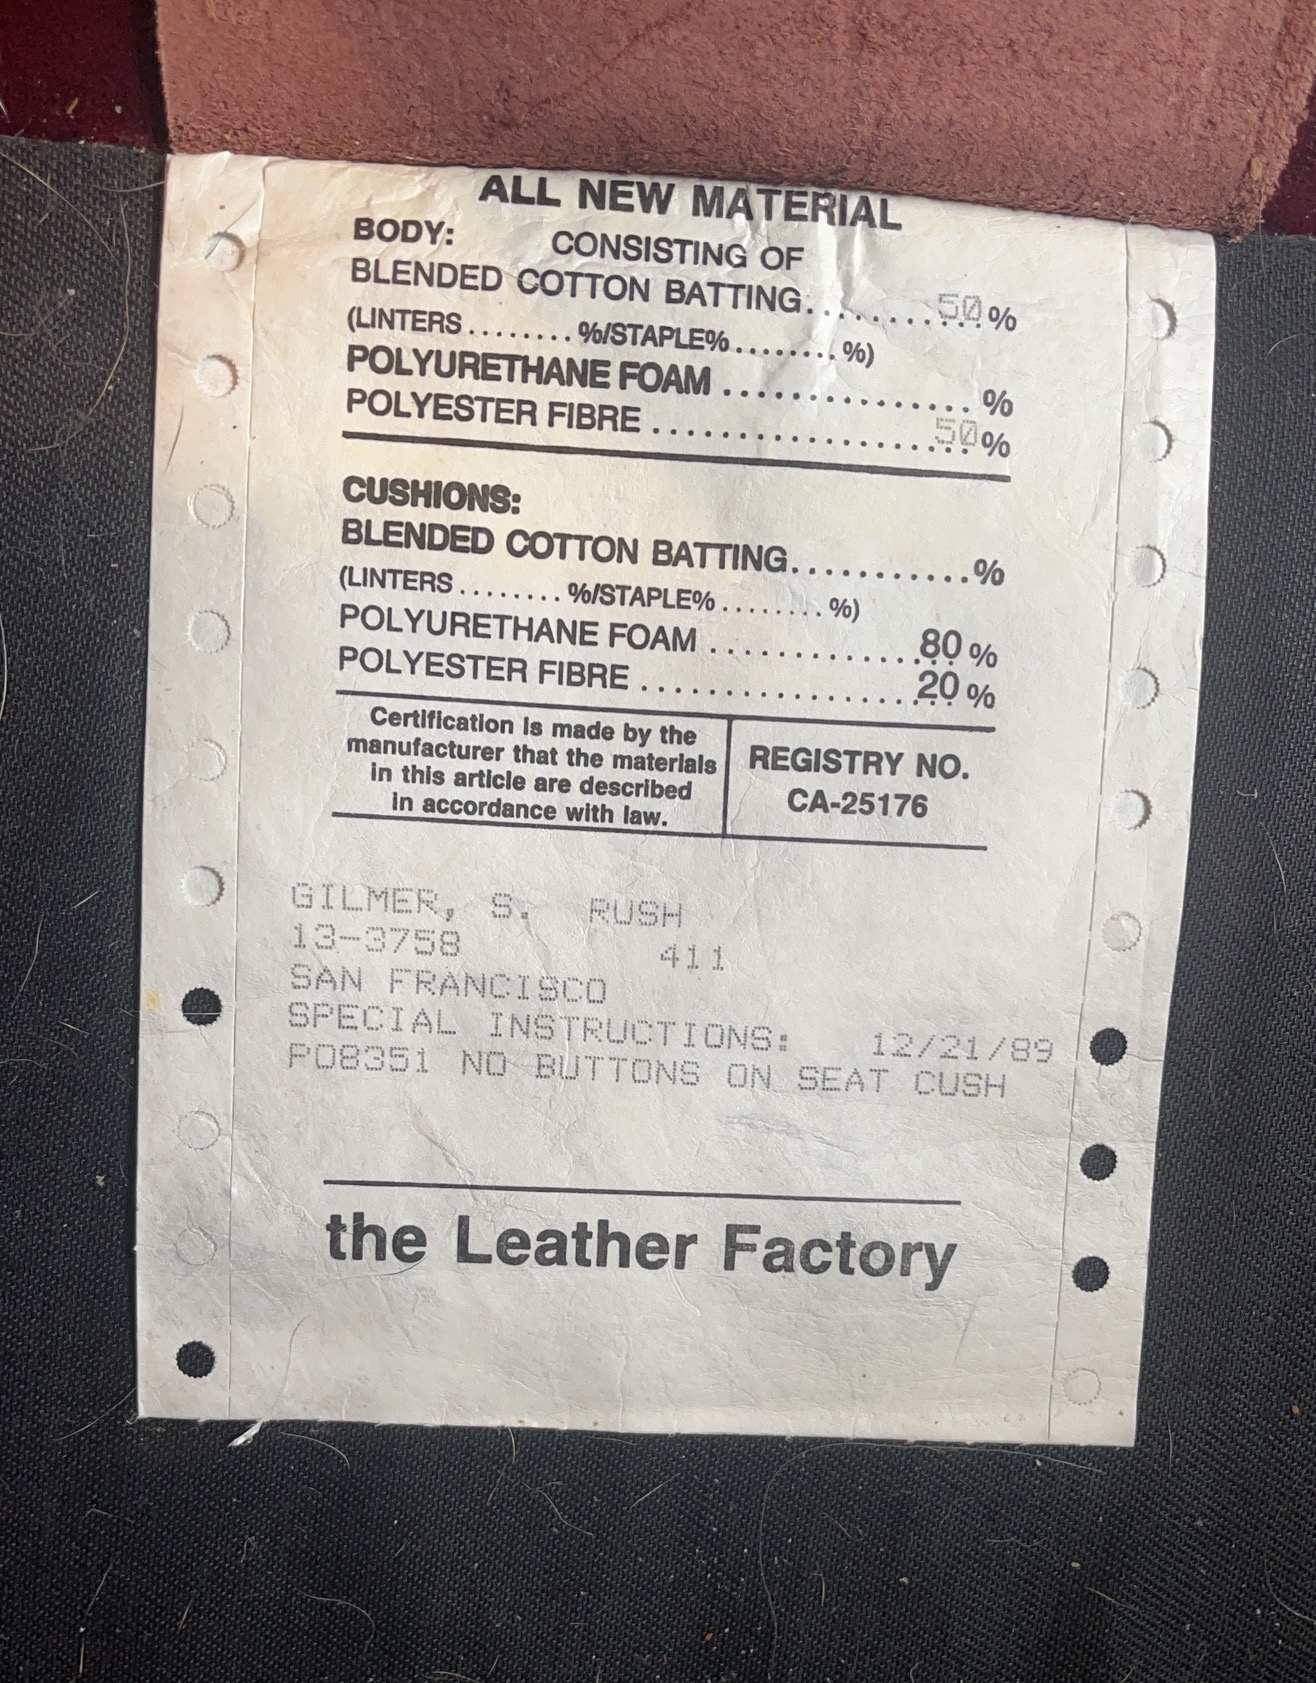 ALL NEW MATERIAL
BODY: CONSISTING OF
BLENDED COTTON BATTING..........50%
(LINTERS........%/STAPLE%........%)
POLYURETHANE FOAM...............%
POLYESTER FIBRE..................50%
CUSHIONS:
BLENDED COTTON BATTING...........%
(LINTERS........%/STAPLE%........%)
POLYURETHANE FOAM...............80%
POLYESTER FIBRE..................20%
Certification is made by the
manufacturer that the materials
in this article are described
in accordance with law.
REGISTRY NO.
CA-25176
GILMER, S. RUSH
13-3758 411
SAN FRANCISCO
SPECIAL INSTRUCTIONS: 12/21/89
PO8351 NO BUTTONS ON SEAT CUSH
the Leather Factory